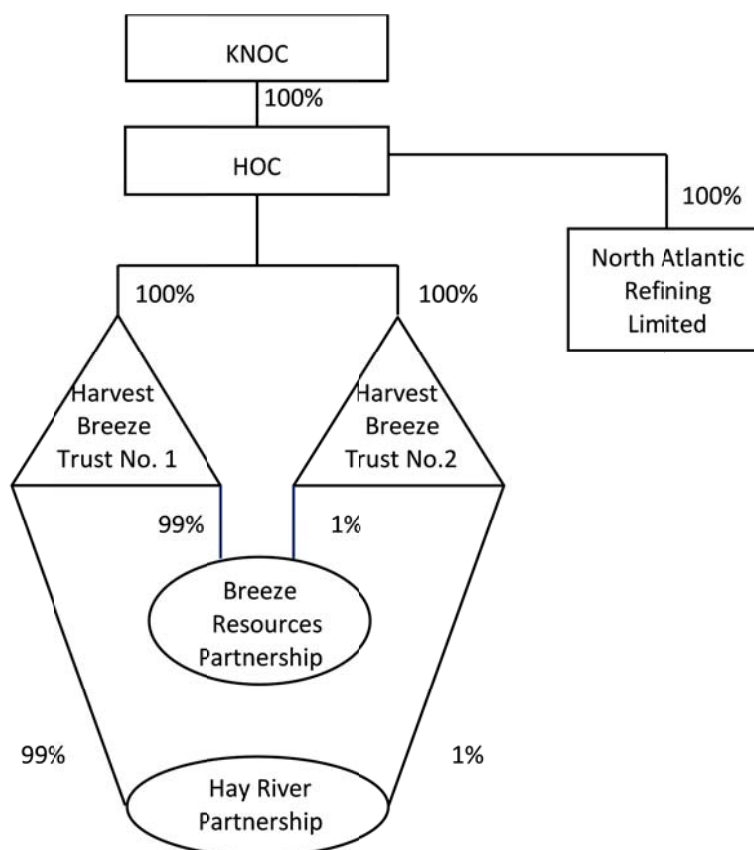 KNOC
100%
HOC
100%
North Atlantic
Refining
Limited
100%
100%
Harvest
Breeze
Trust No. 1
Harvest
Breeze
Trust No.2
99%
1%
Breeze
Resources
Partnership
99%
1%
Hay River
Partnership